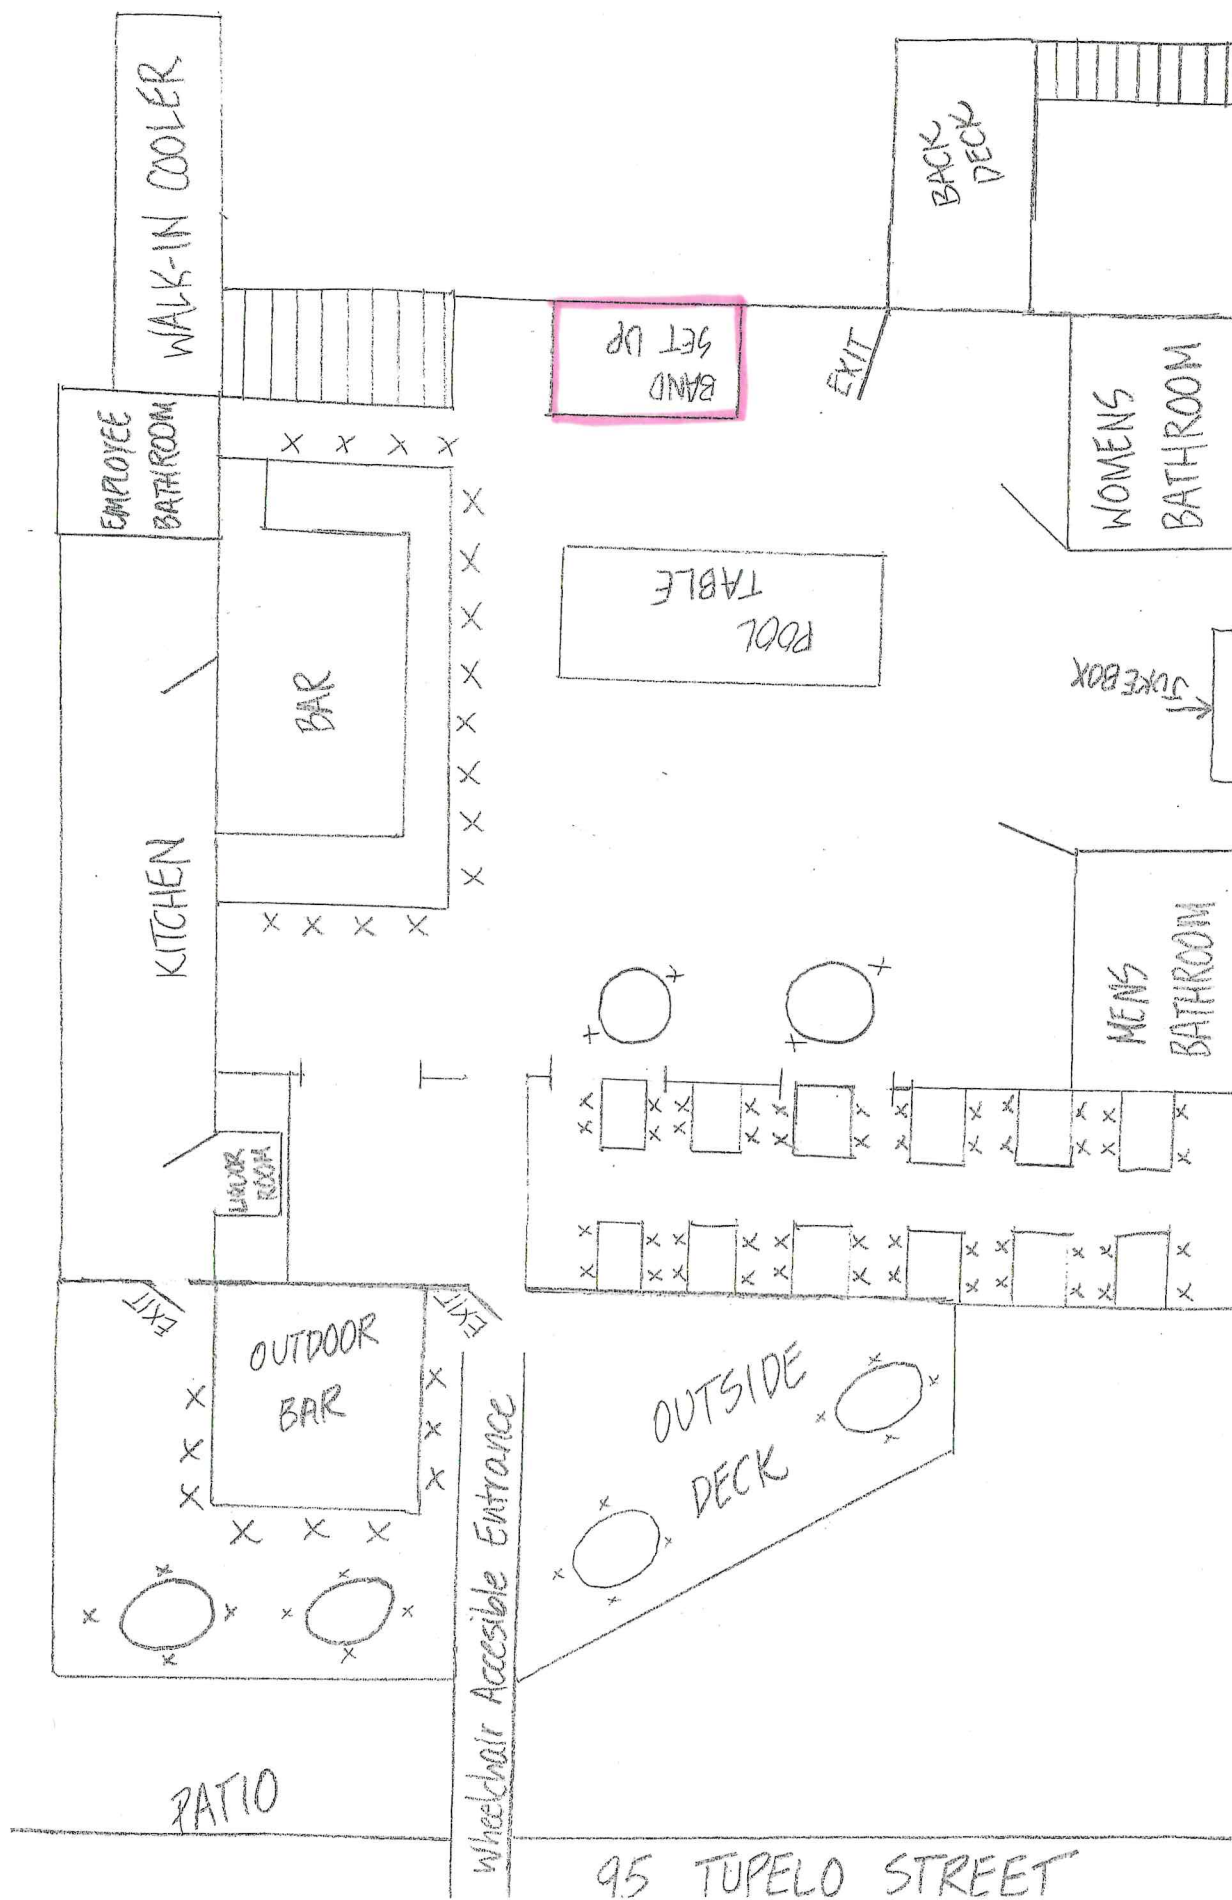 WALK-IN COOLER
BACK
DECK
EMPLOYEE
BATHROOM
BAND
SET UP
EXIT
WOMENS
BATHROOM
BAR
POOL
TABLE
JUKEBOX
KITCHEN
MENS
BATHROOM
LIQUOR
ROOM
EXIT
EXIT
OUTDOOR
BAR
OUTSIDE
DECK
Wheelchair Accesible Entrance
PATIO
95 TUPELO STREET